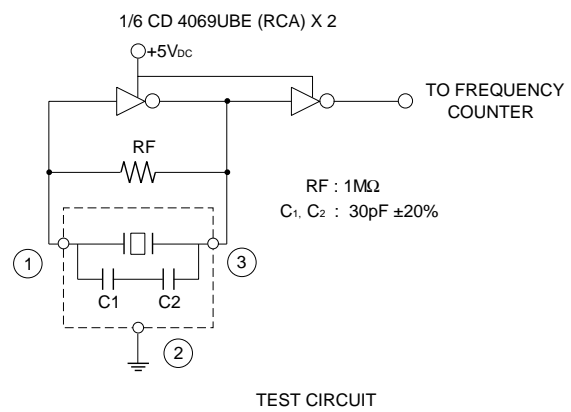 1/6 CD 4069UBE (RCA) X 2
+5VDC
TO FREQUENCY
COUNTER
RF
RF : 1MΩ
C1, C2 : 30pF ±20%
1
3
C1
C2
2
TEST CIRCUIT